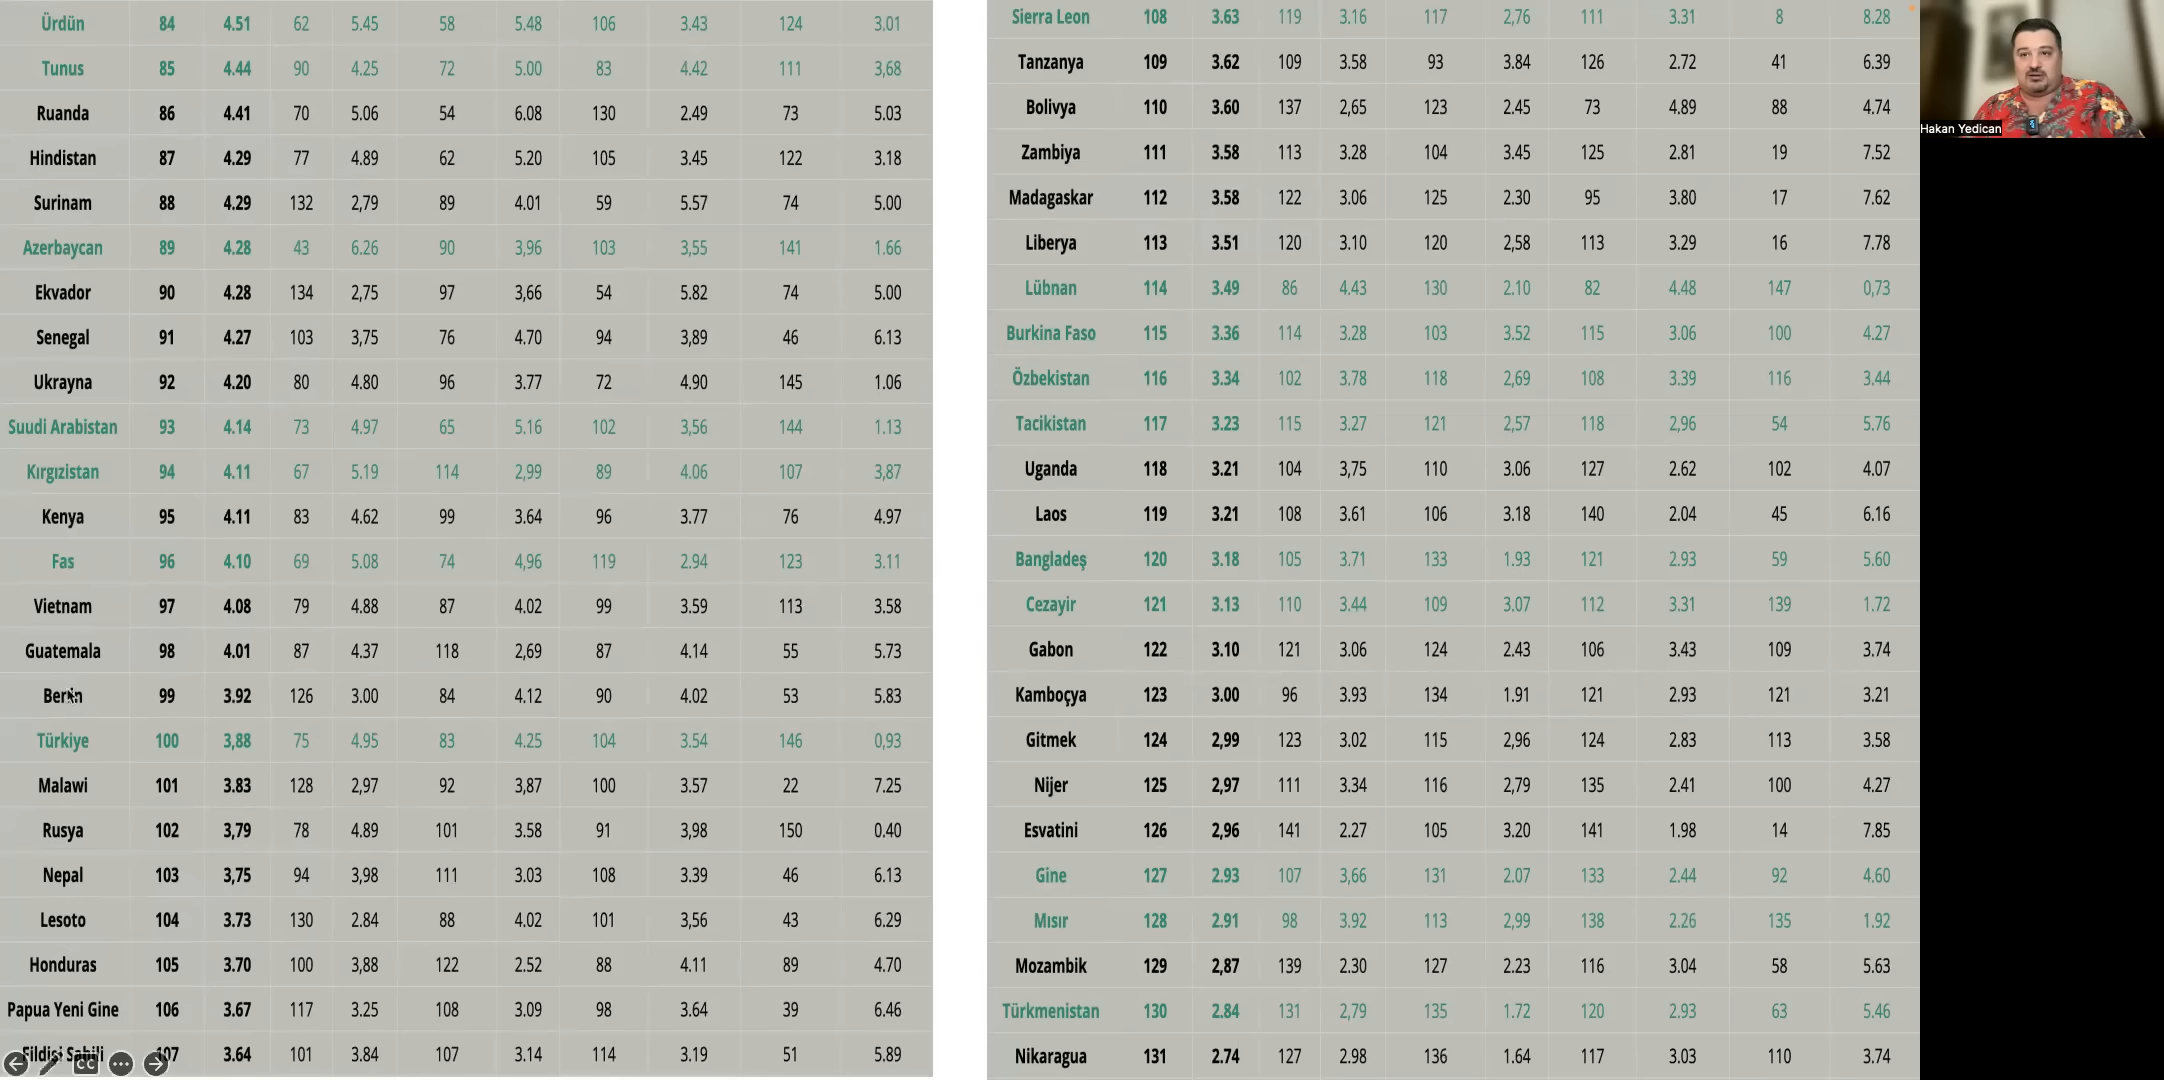 Ürdün 84 4.51 62 5.45 58 5.48 106 3.43 124 3.01
Tunus 85 4.44 90 4.25 72 5.00 83 4.42 111 3,68
Ruanda 86 4.41 70 5.06 54 6.08 130 2.49 73 5.03
Hindistan 87 4.29 77 4.89 62 5.20 105 3.45 122 3.18
Surinam 88 4.29 132 2,79 89 4.01 59 5.57 74 5.00
Azerbaycan 89 4.28 43 6.26 90 3,96 103 3,55 141 1.66
Ekvador 90 4.28 134 2,75 97 3,66 54 5.82 74 5.00
Senegal 91 4.27 103 3,75 76 4.70 94 3,89 46 6.13
Ukrayna 92 4.20 80 4.80 96 3.77 72 4.90 145 1.06
Suudi Arabistan 93 4.14 73 4.97 65 5.16 102 3,56 144 1.13
Kırgızistan 94 4.11 67 5.19 114 2,99 89 4.06 107 3,87
Kenya 95 4.11 83 4.62 99 3.64 96 3.77 76 4.97
Fas 96 4.10 69 5.08 74 4,96 119 2.94 123 3.11
Vietnam 97 4.08 79 4.88 87 4.02 99 3.59 113 3.58
Guatemala 98 4.01 87 4.37 118 2,69 87 4.14 55 5.73
Benin 99 3.92 126 3.00 84 4.12 90 4.02 53 5.83
Türkiye 100 3,88 75 4.95 83 4.25 104 3.54 146 0,93
Malawi 101 3.83 128 2,97 92 3,87 100 3.57 22 7.25
Rusya 102 3,79 78 4.89 101 3.58 91 3,98 150 0.40
Nepal 103 3,75 94 3,98 111 3.03 108 3.39 46 6.13
Lesoto 104 3.73 130 2.84 88 4.02 101 3,56 43 6.29
Honduras 105 3.70 100 3,88 122 2.52 88 4.11 89 4.70
Papua Yeni Gine 106 3.67 117 3.25 108 3.09 98 3.64 39 6.46
Fildişi Sahili 107 3.64 101 3.84 107 3.14 114 3.19 51 5.89
CC
Sierra Leon 108 3.63 119 3.16 117 2,76 111 3.31 8 8.28
Tanzanya 109 3.62 109 3.58 93 3.84 126 2.72 41 6.39
Bolivya 110 3.60 137 2,65 123 2.45 73 4.89 88 4.74
Zambiya 111 3.58 113 3.28 104 3.45 125 2.81 19 7.52
Madagaskar 112 3.58 122 3.06 125 2.30 95 3.80 17 7.62
Liberya 113 3.51 120 3.10 120 2,58 113 3.29 16 7.78
Lübnan 114 3.49 86 4.43 130 2.10 82 4.48 147 0,73
Burkina Faso 115 3.36 114 3.28 103 3.52 115 3.06 100 4.27
Özbekistan 116 3.34 102 3.78 118 2,69 108 3.39 116 3.44
Tacikistan 117 3.23 115 3.27 121 2,57 118 2,96 54 5.76
Uganda 118 3.21 104 3,75 110 3.06 127 2.62 102 4.07
Laos 119 3.21 108 3.61 106 3.18 140 2.04 45 6.16
Bangladeş 120 3.18 105 3.71 133 1.93 121 2.93 59 5.60
Cezayir 121 3.13 110 3.44 109 3.07 112 3.31 139 1.72
Gabon 122 3.10 121 3.06 124 2.43 106 3.43 109 3.74
Kamboçya 123 3.00 96 3.93 134 1.91 121 2.93 121 3.21
Gitmek 124 2,99 123 3.02 115 2,96 124 2.83 113 3.58
Nijer 125 2,97 111 3.34 116 2,79 135 2.41 100 4.27
Esvatini 126 2,96 141 2.27 105 3.20 141 1.98 14 7.85
Gine 127 2.93 107 3,66 131 2.07 133 2.44 92 4.60
Mısır 128 2.91 98 3.92 113 2,99 138 2.26 135 1.92
Mozambik 129 2,87 139 2.30 127 2.23 116 3.04 58 5.63
Türkmenistan 130 2.84 131 2,79 135 1.72 120 2.93 63 5.46
Nikaragua 131 2.74 127 2.98 136 1.64 117 3.03 110 3.74
Hakan Yedican